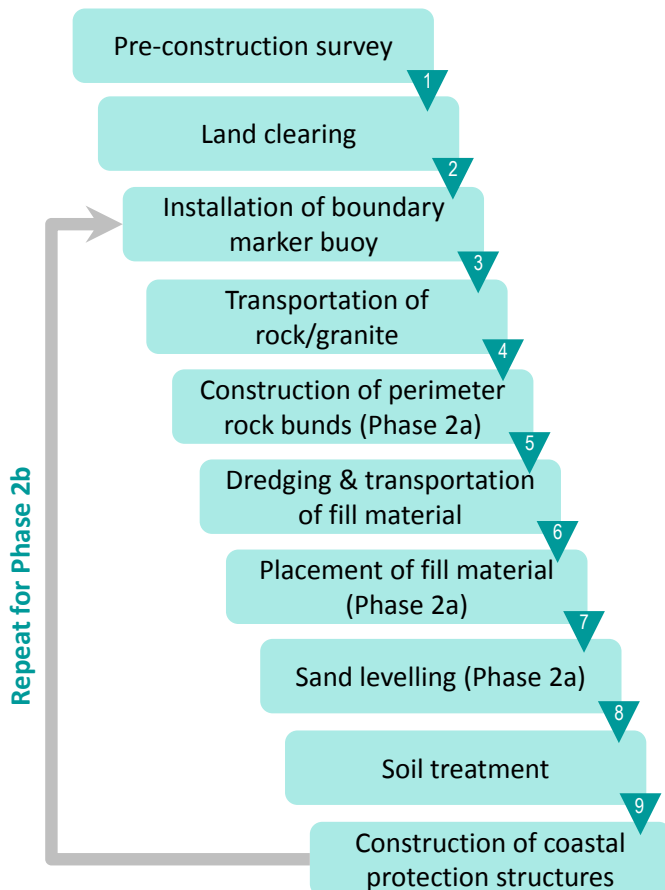 Pre-construction survey
1
Land clearing
2
Installation of boundary
marker buoy
3
Transportation of
rock/granite
4
Construction of perimeter
rock bunds (Phase 2a)
5
Dredging & transportation
of fill material
6
Placement of fill material
(Phase 2a)
7
Sand levelling (Phase 2a)
8
Soil treatment
9
Construction of coastal
protection structures
Repeat for Phase 2b